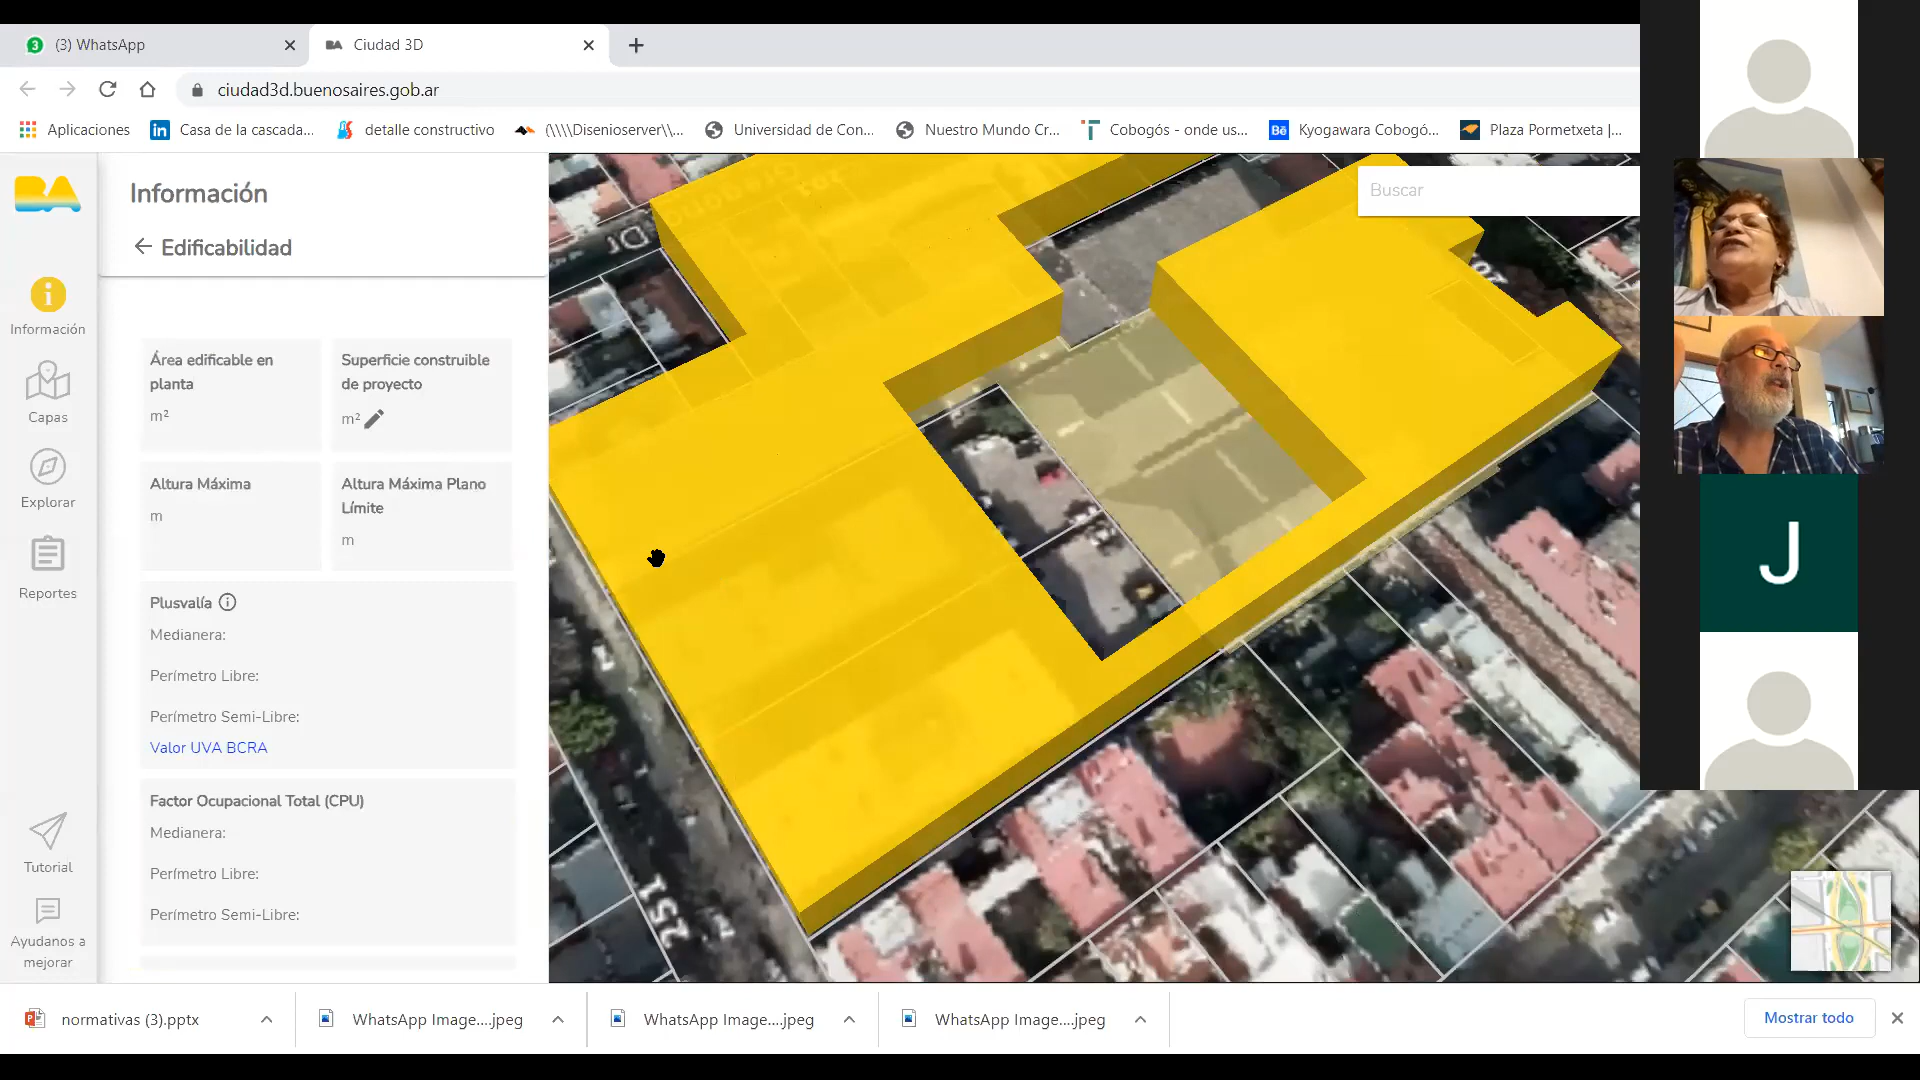 (3) WhatsApp
BA Ciudad 3D
ciudad3d.buenosaires.gob.ar
Aplicaciones
in Casa de la cascada...
detalle constructivo
(\\\\Disenioserver\\...
Universidad de Con...
Nuestro Mundo Cr...
Cobogós - onde us...
Bē Kyogawara Cobogó...
Plaza Pormetxeta |...
BA
Información
Edificabilidad
Buscar
Información
Capas
Explorar
Reportes
Tutorial
Ayudanos a
mejorar
Área edificable en
planta
m²
Superficie construible
de proyecto
m²
Altura Máxima
m
Altura Máxima Plano
Límite
m
Plusvalía
Medianera:
Perímetro Libre:
Perímetro Semi-Libre:
Valor UVA BCRA
Factor Ocupacional Total (CPU)
Medianera:
Perímetro Libre:
Perímetro Semi-Libre:
J
normativas (3).pptx
WhatsApp Image....jpeg
WhatsApp Image....jpeg
WhatsApp Image....jpeg
Mostrar todo